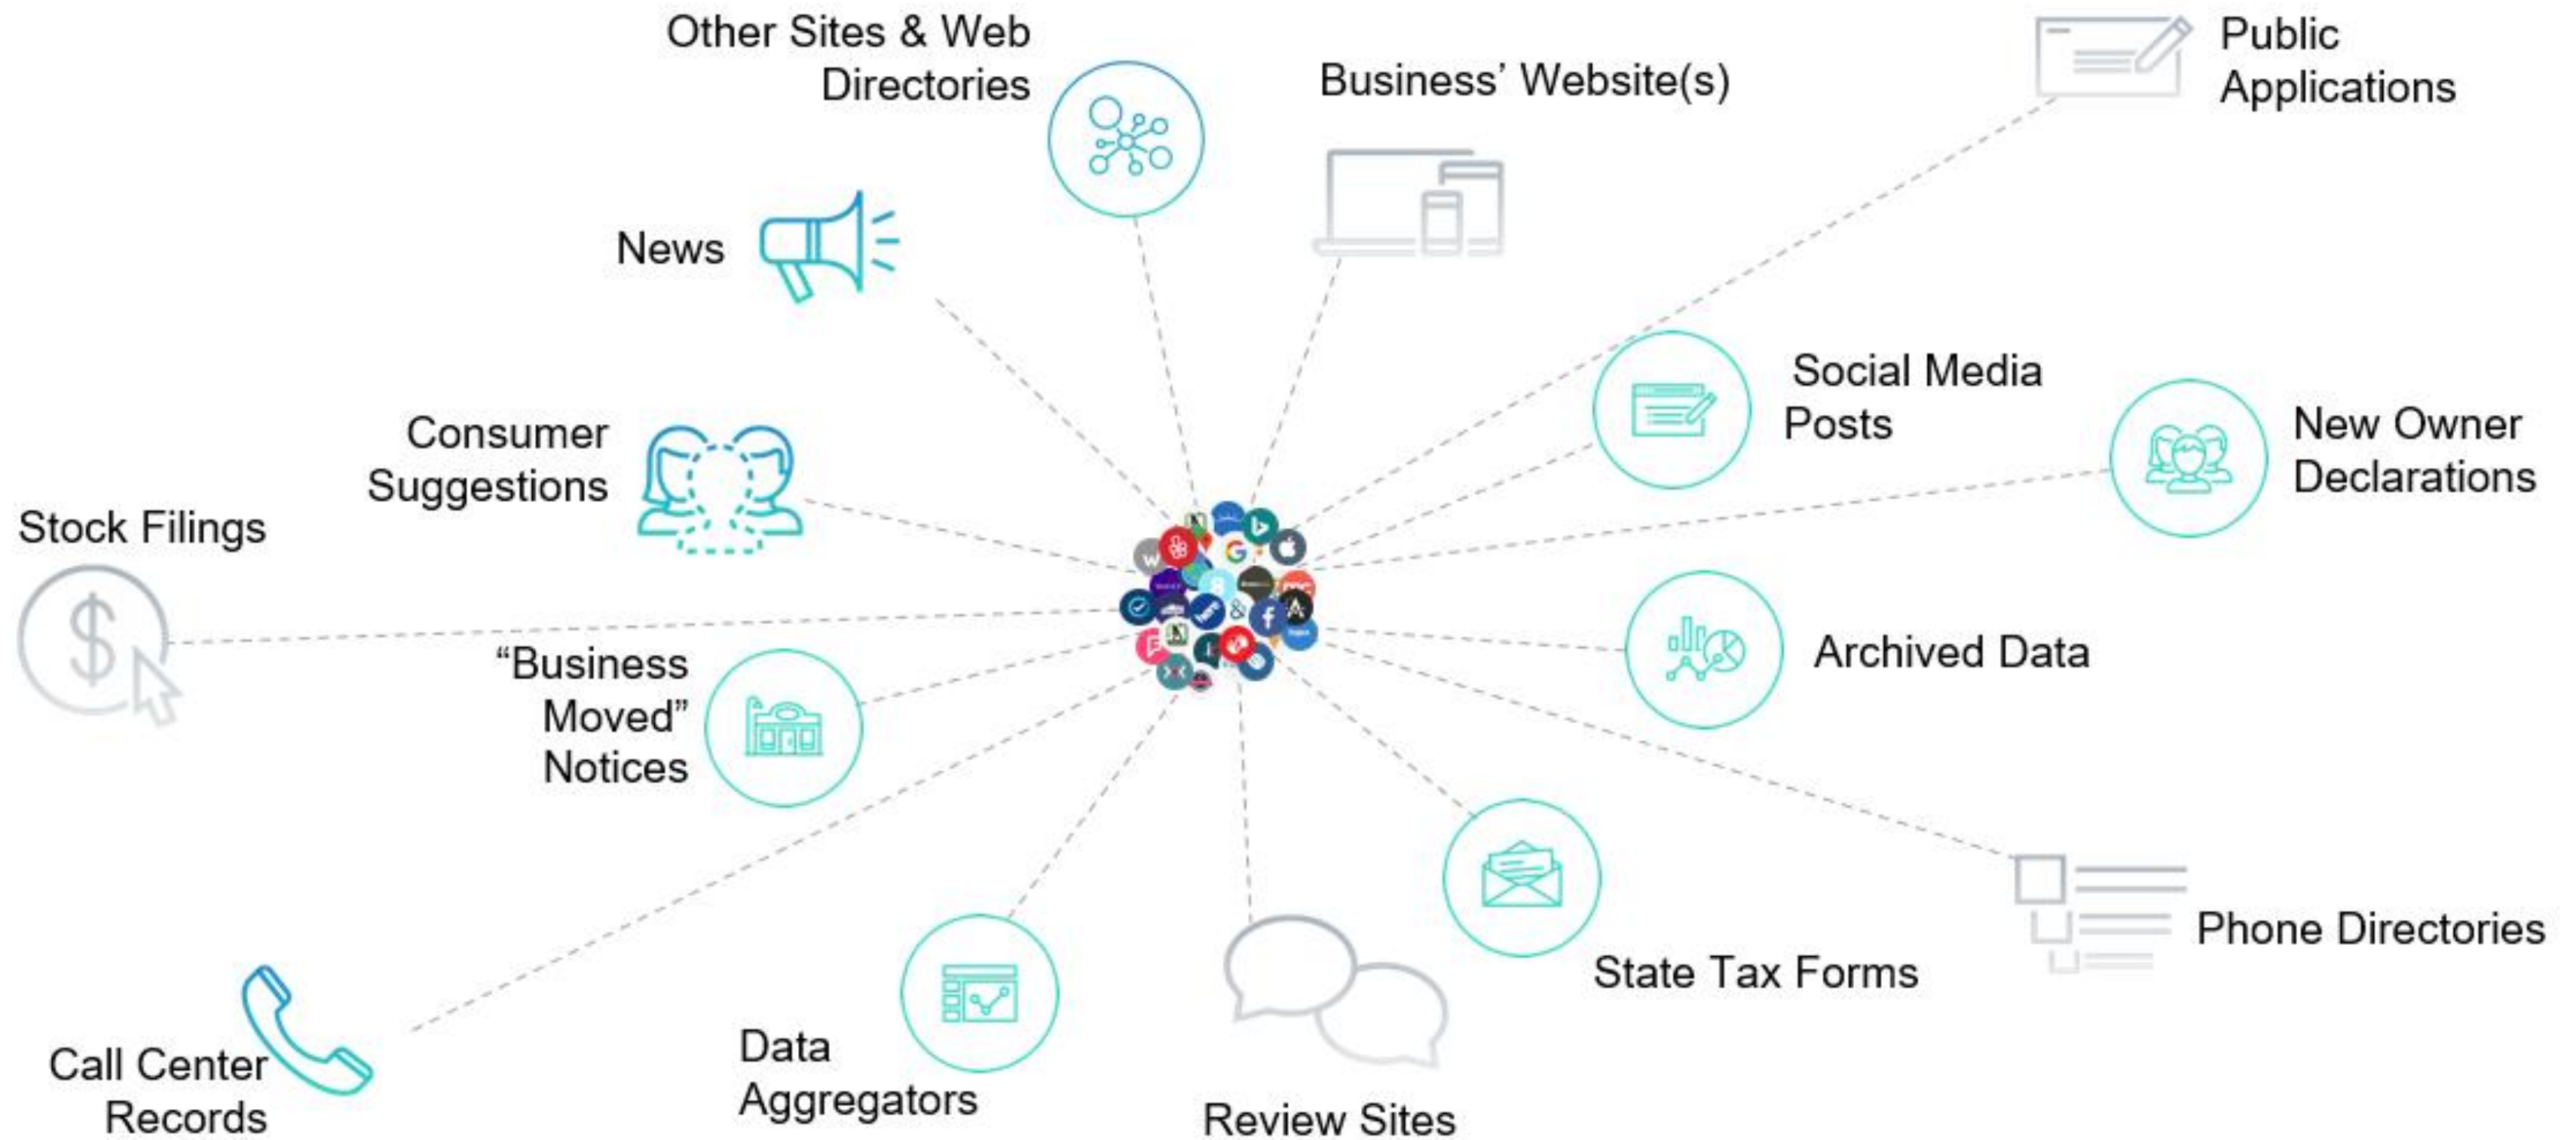 Other Sites & Web
Directories
Business’ Website(s)
Public
Applications
News
Social Media
Posts
Consumer
Suggestions
New Owner
Declarations
Stock Filings
“Business
Moved”
Notices
Archived Data
Phone Directories
State Tax Forms
Call Center
Records
Data
Aggregators
Review Sites
here